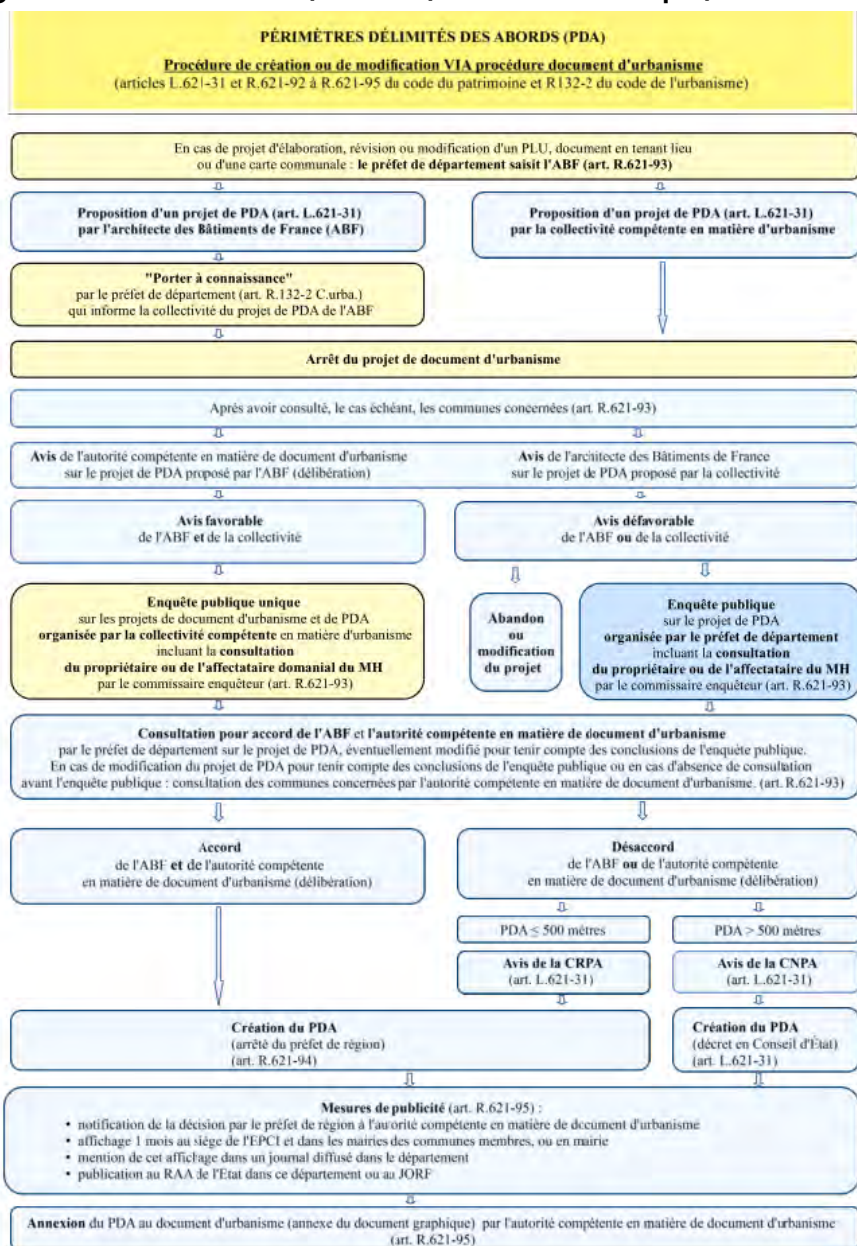 PÉRIMÈTRES DÉLIMITÉS DES ABORDS (PDA)
Procédure de création ou de modification VIA procédure document d'urbanisme
(articles L.621-31 et R.621-92 à R.621-95 du code du patrimoine et R132-2 du code de l'urbanisme)
En cas de projet d'élaboration, révision ou modification d'un PLU, document en tenant lieu
ou d'une carte communale : le préfet de département saisit l'ABF (art. R.621-93)
Proposition d'un projet de PDA (art. L.621-31)
par l'architecte des Bâtiments de France (ABF)
Proposition d'un projet de PDA (art. L.621-31)
par la collectivité compétente en matière d'urbanisme
"Porter à connaissance"
par le préfet de département (art. R.132-2 C.urba.)
qui informe la collectivité du projet de PDA de l'ABF
Arrêt du projet de document d'urbanisme
Après avoir consulté, le cas échéant, les communes concernées (art. R.621-93)
Avis de l'autorité compétente en matière de document d'urbanisme
sur le projet de PDA proposé par l'ABF (délibération)
Avis de l'architecte des Bâtiments de France
sur le projet de PDA proposé par la collectivité
Avis favorable
de l'ABF et de la collectivité
Avis défavorable
de l'ABF ou de la collectivité
Enquête publique unique
sur les projets de document d'urbanisme et de PDA
organisée par la collectivité compétente en matière d'urbanisme
incluant la consultation
du propriétaire ou de l'affectataire domanial du MH
par le commissaire enquêteur (art. R.621-93)
Abandon
ou
modification
du projet
Enquête publique
sur le projet de PDA
organisée par le préfet de département
incluant la consultation
du propriétaire ou de l'affectataire du MH
par le commissaire enquêteur (art. R.621-93)
Consultation pour accord de l'ABF et l'autorité compétente en matière de document d'urbanisme
par le préfet de département sur le projet de PDA, éventuellement modifié pour tenir compte des conclusions de l'enquête publique.
En cas de modification du projet de PDA pour tenir compte des conclusions de l'enquête publique ou en cas d'absence de consultation
avant l'enquête publique : consultation des communes concernées par l'autorité compétente en matière de document d'urbanisme. (art. R.621-93)
Accord
de l'ABF et de l'autorité compétente
en matière de document d'urbanisme (délibération)
Désaccord
de l'ABF ou de l'autorité compétente
en matière de document d'urbanisme (délibération)
PDA ≤ 500 mètres
PDA > 500 mètres
Avis de la CRPA
(art. L.621-31)
Avis de la CNPA
(art. L.621-31)
Création du PDA
(arrêté du préfet de région)
(art. R.621-94)
Création du PDA
(décret en Conseil d'État)
(art. L.621-31)
Mesures de publicité (art. R.621-95) :
• notification de la décision par le préfet de région à l'autorité compétente en matière de document d'urbanisme
• affichage 1 mois au siège de l'EPCI et dans les mairies des communes membres, ou en mairie
• mention de cet affichage dans un journal diffusé dans le département
• publication au RAA de l'Etat dans ce département ou au JORF
Annexion du PDA au document d'urbanisme (annexe du document graphique) par l'autorité compétente en matière de document d'urbanisme
(art. R.621-95)